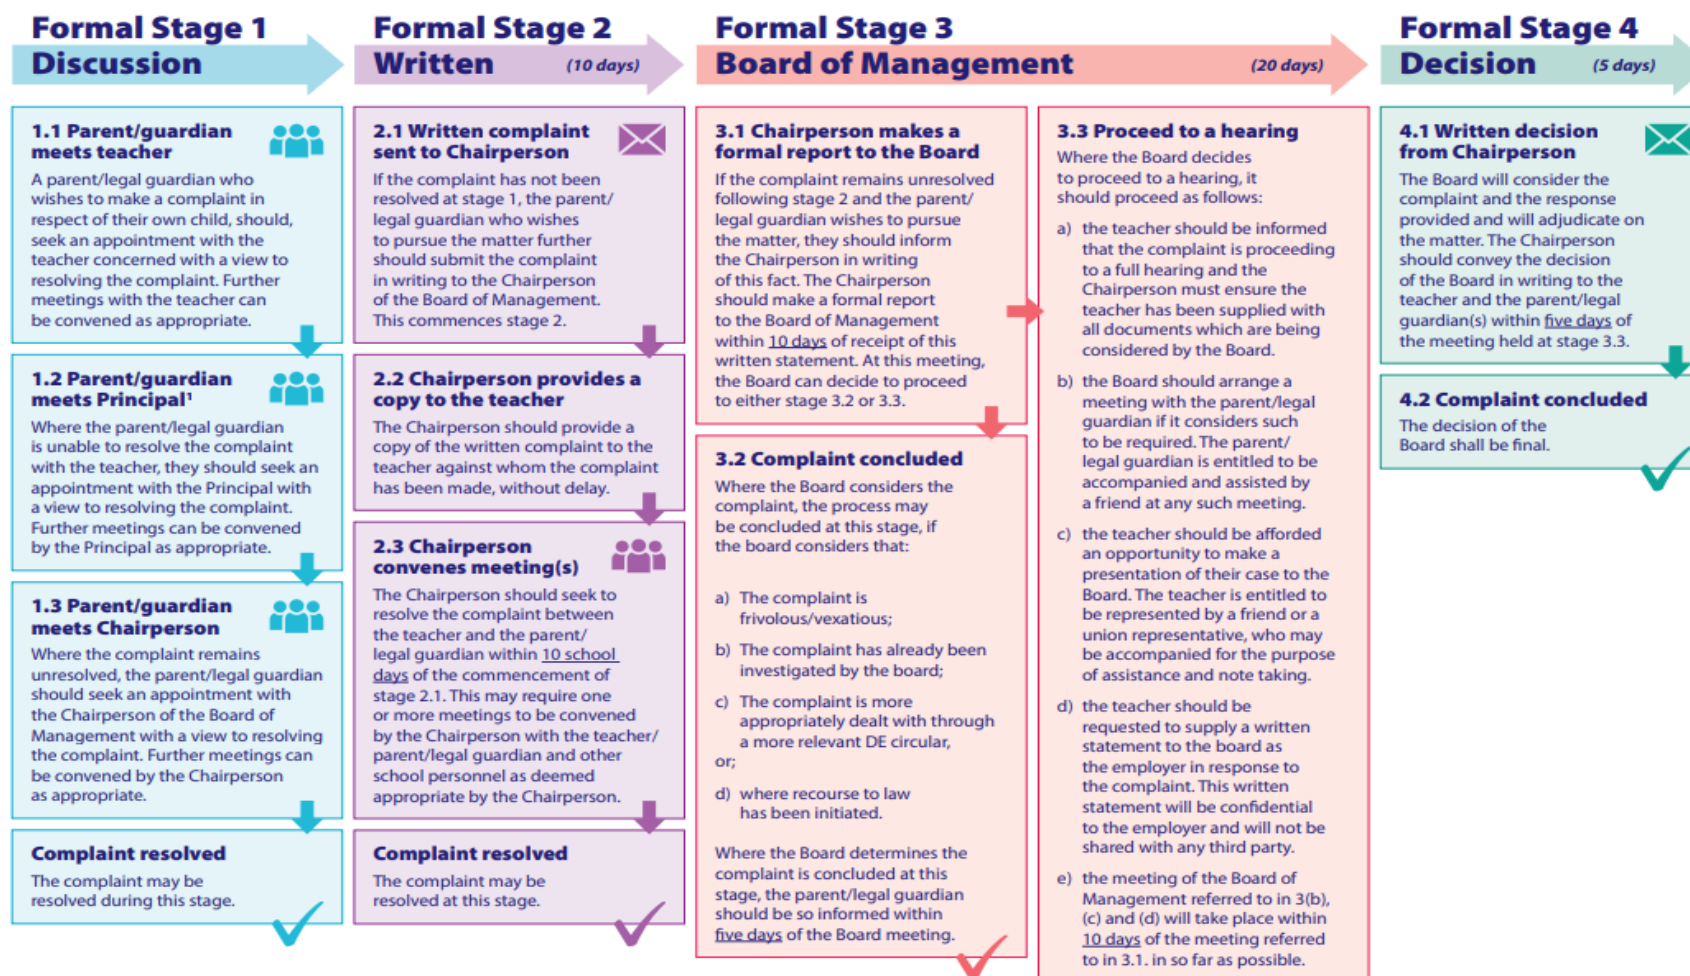 Formal Stage 1
Discussion
1.1 Parent/guardian
meets teacher
A parent/legal guardian who
wishes to make a complaint in
respect of their own child, should,
seek an appointment with the
teacher concerned with a view to
resolving the complaint. Further
meetings with the teacher can
be convened as appropriate.
1.2 Parent/guardian
meets Principal¹
Where the parent/legal guardian
is unable to resolve the complaint
with the teacher, they should seek an
appointment with the Principal with
a view to resolving the complaint.
Further meetings can be convened
by the Principal as appropriate.
1.3 Parent/guardian
meets Chairperson
Where the complaint remains
unresolved, the parent/legal guardian
should seek an appointment with
the Chairperson of the Board of
Management with a view to resolving
the complaint. Further meetings can
be convened by the Chairperson
as appropriate.
Complaint resolved
The complaint may be
resolved during this stage.
Formal Stage 2
Written (10 days)
2.1 Written complaint
sent to Chairperson
If the complaint has not been
resolved at stage 1, the parent/
legal guardian who wishes
to pursue the matter further
should submit the complaint
in writing to the Chairperson
of the Board of Management.
This commences stage 2.
2.2 Chairperson provides a
copy to the teacher
The Chairperson should provide a
copy of the written complaint to the
teacher against whom the complaint
has been made, without delay.
2.3 Chairperson
convenes meeting(s)
The Chairperson should seek to
resolve the complaint between
the teacher and the parent/
legal guardian within 10 school
days of the commencement of
stage 2.1. This may require one
or more meetings to be convened
by the Chairperson with the teacher/
parent/legal guardian and other
school personnel as deemed
appropriate by the Chairperson.
Complaint resolved
The complaint may be
resolved at this stage.
Formal Stage 3
Board of Management (20 days)
3.1 Chairperson makes a
formal report to the Board
If the complaint remains unresolved
following stage 2 and the parent/
legal guardian wishes to pursue
the matter, they should inform
the Chairperson in writing
of this fact. The Chairperson
should make a formal report
to the Board of Management
within 10 days of receipt of this
written statement. At this meeting,
the Board can decide to proceed
to either stage 3.2 or 3.3.
3.2 Complaint concluded
Where the Board considers the
complaint, the process may
be concluded at this stage, if
the board considers that:
a) The complaint is
frivolous/vexatious;
b) The complaint has already been
investigated by the board;
c) The complaint is more
appropriately dealt with through
a more relevant DE circular,
or;
d) where recourse to law
has been initiated.
Where the Board determines the
complaint is concluded at this
stage, the parent/legal guardian
should be so informed within
five days of the Board meeting.
3.3 Proceed to a hearing
Where the Board decides
to proceed to a hearing, it
should proceed as follows:
a) the teacher should be informed
that the complaint is proceeding
to a full hearing and the
Chairperson must ensure the
teacher has been supplied with
all documents which are being
considered by the Board.
b) the Board should arrange a
meeting with the parent/legal
guardian if it considers such
to be required. The parent/
legal guardian is entitled to be
accompanied and assisted by
a friend at any such meeting.
c) the teacher should be afforded
an opportunity to make a
presentation of their case to the
Board. The teacher is entitled to
be represented by a friend or a
union representative, who may
be accompanied for the purpose
of assistance and note taking.
d) the teacher should be
requested to supply a written
statement to the board as
the employer in response to
the complaint. This written
statement will be confidential
to the employer and will not be
shared with any third party.
e) the meeting of the Board of
Management referred to in 3(b),
(c) and (d) will take place within
10 days of the meeting referred
to in 3.1. in so far as possible.
Formal Stage 4
Decision (5 days)
4.1 Written decision
from Chairperson
The Board will consider the
complaint and the response
provided and will adjudicate on
the matter. The Chairperson
should convey the decision
of the Board in writing to the
teacher and the parent/legal
guardian(s) within five days of
the meeting held at stage 3.3.
4.2 Complaint concluded
The decision of the
Board shall be final.